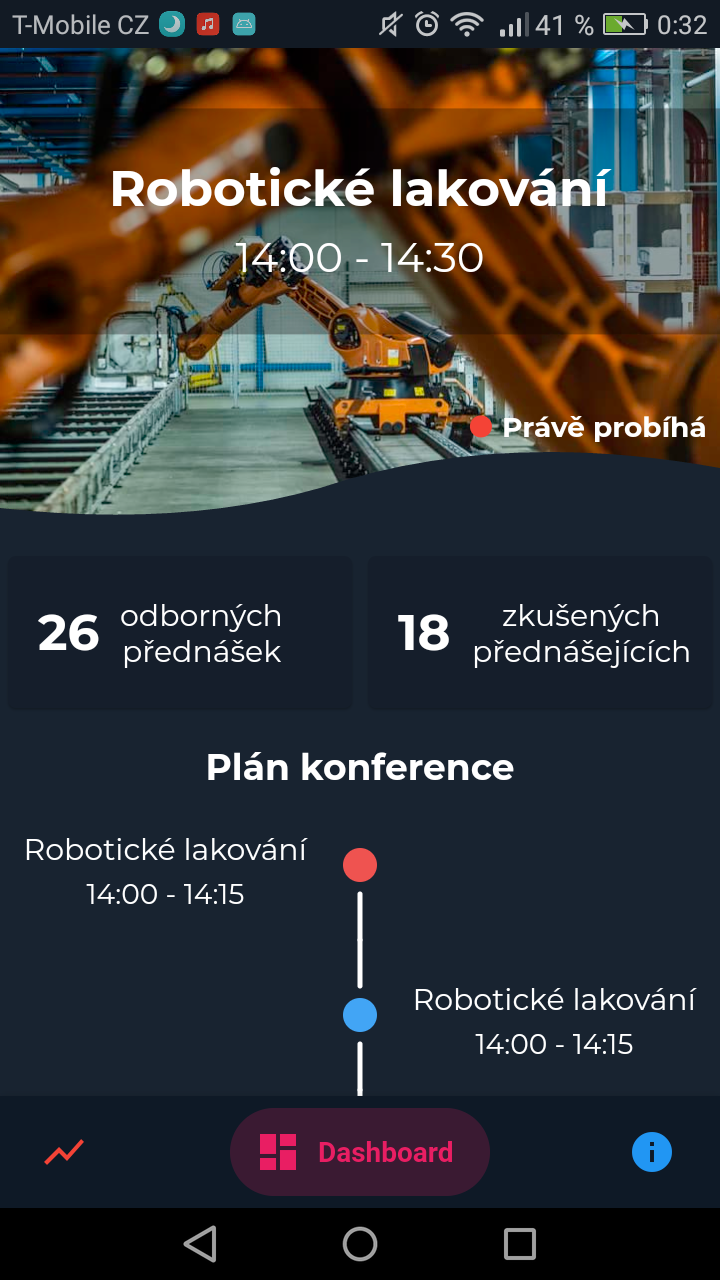 T-Mobile CZ 41 % 0:32
Robotické lakování
14:00 - 14:30
Právě probíhá
26 odborných přednášek
18 zkušených přednášejících
Plán konference
Robotické lakování
14:00 - 14:15
Robotické lakování
14:00 - 14:15
Dashboard